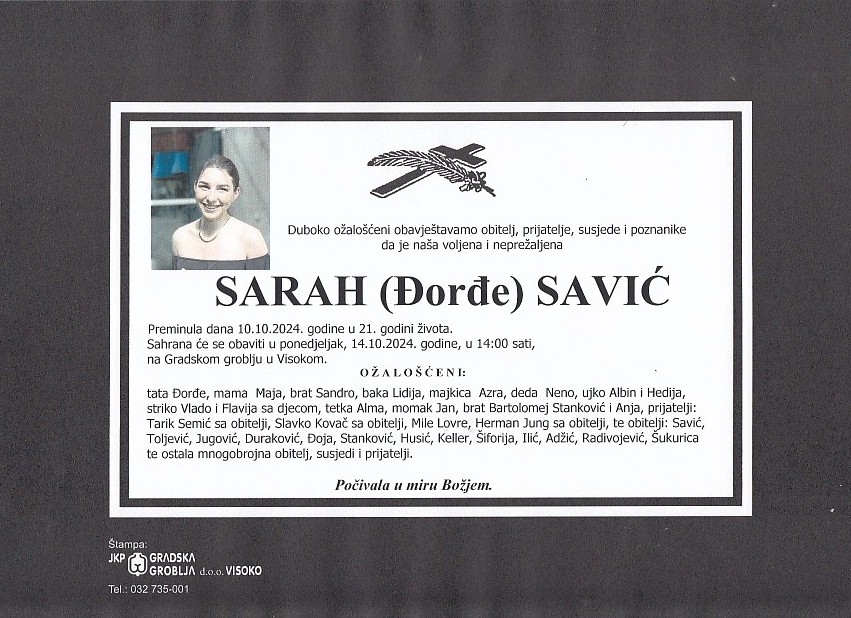 Duboko ožalošćeni obavještavamo obitelj, prijatelje, susjede i poznanike
da je naša voljena i neprežaljena
SARAH (Đorđe) SAVIĆ
Preminula dana 10.10.2024. godine u 21. godini života.
Sahrana će se obaviti u ponedjeljak, 14.10.2024. godine, u 14:00 sati,
na Gradskom groblju u Visokom.
OŽALOŠĆENI:
tata Đorđe, mama Maja, brat Sandro, baka Lidija, majkica Azra, deda Neno, ujko Albin i Hedija,
striko Vlado i Flavija sa djecom, tetka Alma, momak Jan, brat Bartolomej Stanković i Anja, prijatelji:
Tarik Semić sa obitelji, Slavko Kovač sa obitelji, Mile Lovre, Herman Jung sa obitelji, te obitelji: Savić,
Toljević, Jugović, Duraković, Đoja, Stanković, Husić, Keller, Šiforija, Ilić, Adžić, Radivojević, Šukurica
te ostala mnogobrojna obitelj, susjedi i prijatelji.
Počivala u miru Božjem.
Štampa:
JKP GRADSKA
GROBLJA d.o.o. VISOKO
Tel.: 032 735-001